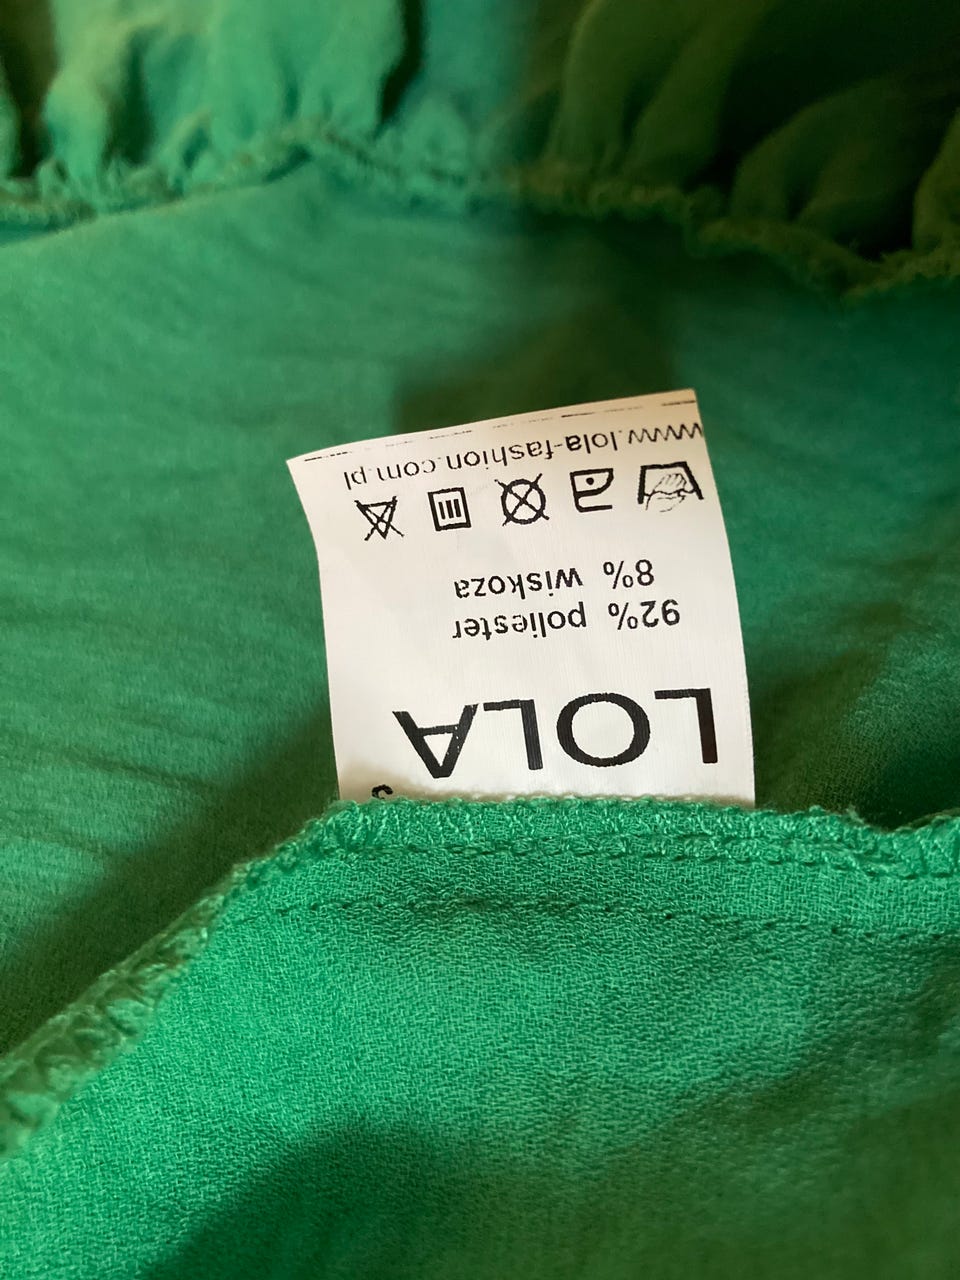 S
LOLA
92% poliester
8% wiskoza
www.lola-fashion.com.pl